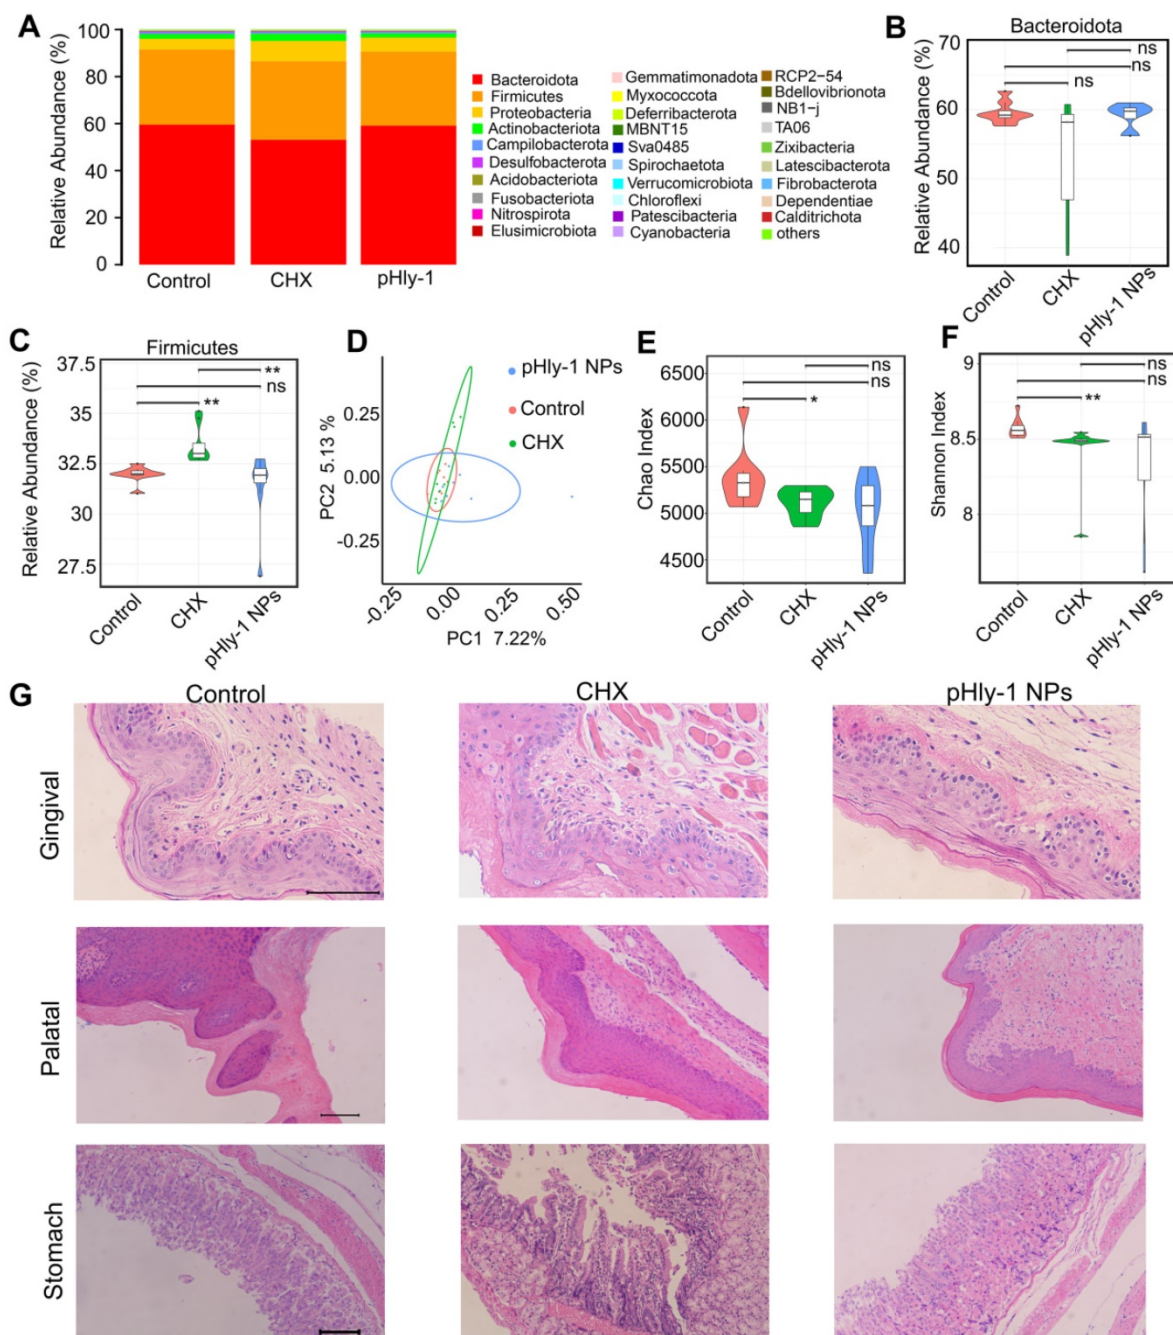 A
Relative Abundance (%)
100
80
60
40
20
0
Control
CHX
pHly-1
Bacteroidota
Firmicutes
Proteobacteria
Actinobacteriota
Campilobacterota
Desulfobacterota
Acidobacteriota
Fusobacteriota
Nitrospirota
Elusimicrobiota
Gemmatimonadota
Myxococcota
Deferribacterota
MBNT15
Sva0485
Spirochaetota
Verrucomicrobiota
Chloroflexi
Patescibacteria
Cyanobacteria
RCP2-54
Bdellovibrionota
NB1-j
TA06
Zixibacteria
Latescibacterota
Fibrobacterota
Dependentiae
Calditrichota
others
B
Bacteroidota
Relative Abundance (%)
70
60
50
40
ns
ns
ns
Control
CHX
pHly-1 NPs
C
Firmicutes
Relative Abundance (%)
37.5
35
32.5
30
27.5
**
ns
**
Control
CHX
pHly-1 NPs
D
pHly-1 NPs
Control
CHX
PC2 5.13 %
0.25
0.00
-0.25
-0.25
0.00
0.25
0.50
PC1 7.22%
E
Chao Index
6500
6000
5500
5000
4500
ns
ns
*
Control
CHX
pHly-1 NPs
F
Shannon Index
9
8.5
8
ns
ns
**
Control
CHX
pHly-1 NPs
G
Control
CHX
pHly-1 NPs
Gingival
Palatal
Stomach